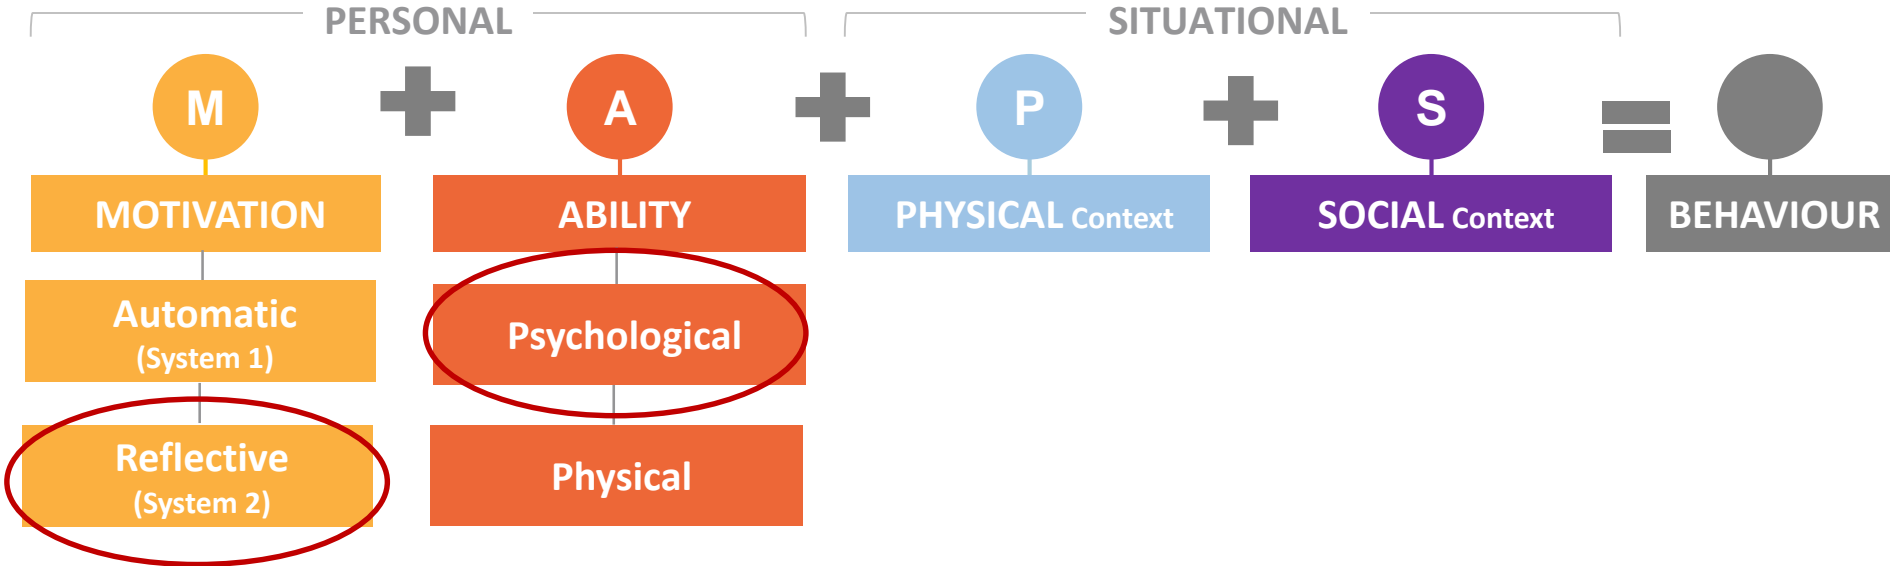 PERSONAL
SITUATIONAL
M
A
P
S
MOTIVATION
ABILITY
PHYSICAL Context
SOCIAL Context
BEHAVIOUR
Automatic
(System 1)
Psychological
Reflective
(System 2)
Physical